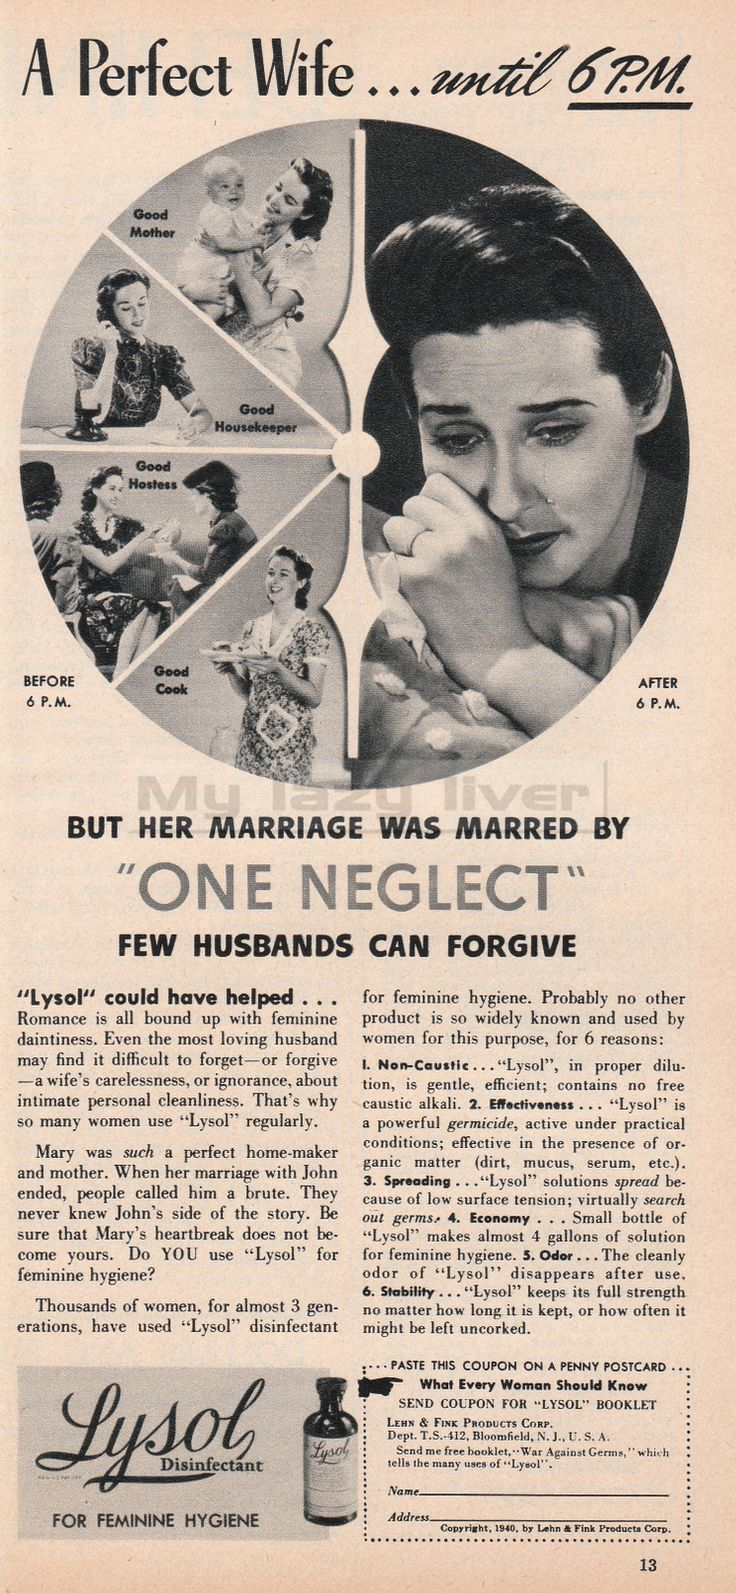 A Perfect Wife ... until 6 P.M.
Good
Mother
Good
Housekeeper
Good
Hostess
Good
Cook
BEFORE
6 P.M.
AFTER
6 P.M.
My lazy liver
BUT HER MARRIAGE WAS MARRED BY
"ONE NEGLECT"
FEW HUSBANDS CAN FORGIVE
"Lysol" could have helped . . .
Romance is all bound up with feminine
daintiness. Even the most loving husband
may find it difficult to forget—or forgive
—a wife's carelessness, or ignorance, about
intimate personal cleanliness. That's why
so many women use "Lysol" regularly.
Mary was such a perfect home-maker
and mother. When her marriage with John
ended, people called him a brute. They
never knew John's side of the story. Be
sure that Mary's heartbreak does not be-
come yours. Do YOU use "Lysol" for
feminine hygiene?
Thousands of women, for almost 3 gen-
erations, have used "Lysol" disinfectant
for feminine hygiene. Probably no other
product is so widely known and used by
women for this purpose, for 6 reasons:
1. Non-Caustic . . . "Lysol", in proper dilu-
tion, is gentle, efficient; contains no free
caustic alkali. 2. Effectiveness . . . "Lysol" is
a powerful germicide, active under practical
conditions; effective in the presence of or-
ganic matter (dirt, mucus, serum, etc.).
3. Spreading . . . "Lysol" solutions spread be-
cause of low surface tension; virtually search
out germs. 4. Economy . . . Small bottle of
"Lysol" makes almost 4 gallons of solution
for feminine hygiene. 5. Odor . . . The cleanly
odor of "Lysol" disappears after use.
6. Stability . . . "Lysol" keeps its full strength
no matter how long it is kept, or how often it
might be left uncorked.
Lysol
Disinfectant
FOR FEMININE HYGIENE
Lysol
PASTE THIS COUPON ON A PENNY POSTCARD
What Every Woman Should Know
SEND COUPON FOR "LYSOL" BOOKLET
LEHN & FINK PRODUCTS CORP.
Dept. T.S.-412, Bloomfield, N. J., U. S. A.
Send me free booklet, "War Against Germs," which
tells the many uses of "Lysol".
Name
Address
Copyright, 1940, by Lehn & Fink Products Corp.
13